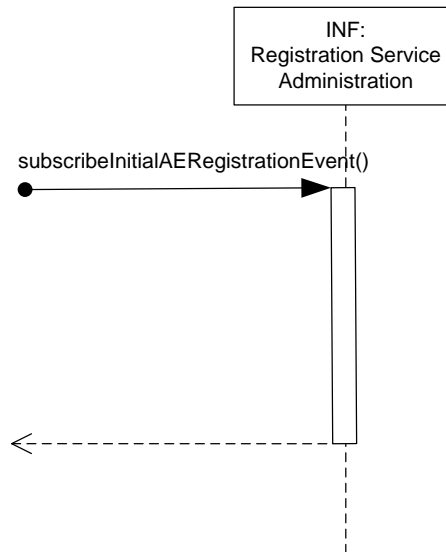 INF:
Registration Service
Administration
subscribeInitialAERegistrationEvent()